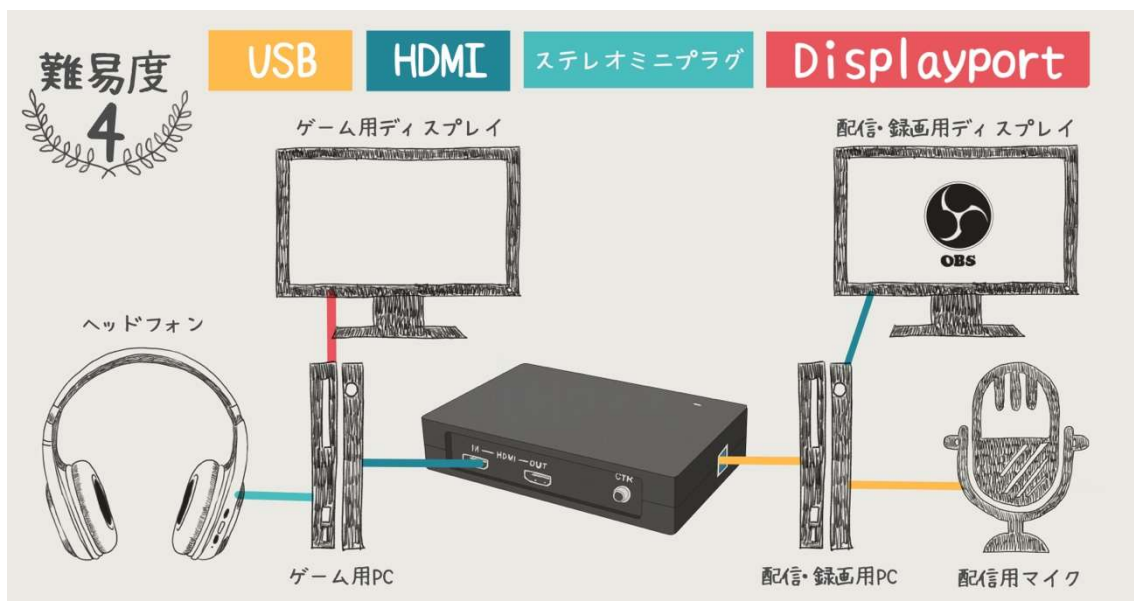 難易度
4
USB
HDMI
ステレオミニプラグ
Displayport
ゲーム用ディスプレイ
配信・録画用ディスプレイ
OBS
ヘッドフォン
IN — HDMI — OUT
CTR
ゲーム用PC
配信・録画用PC
配信用マイク